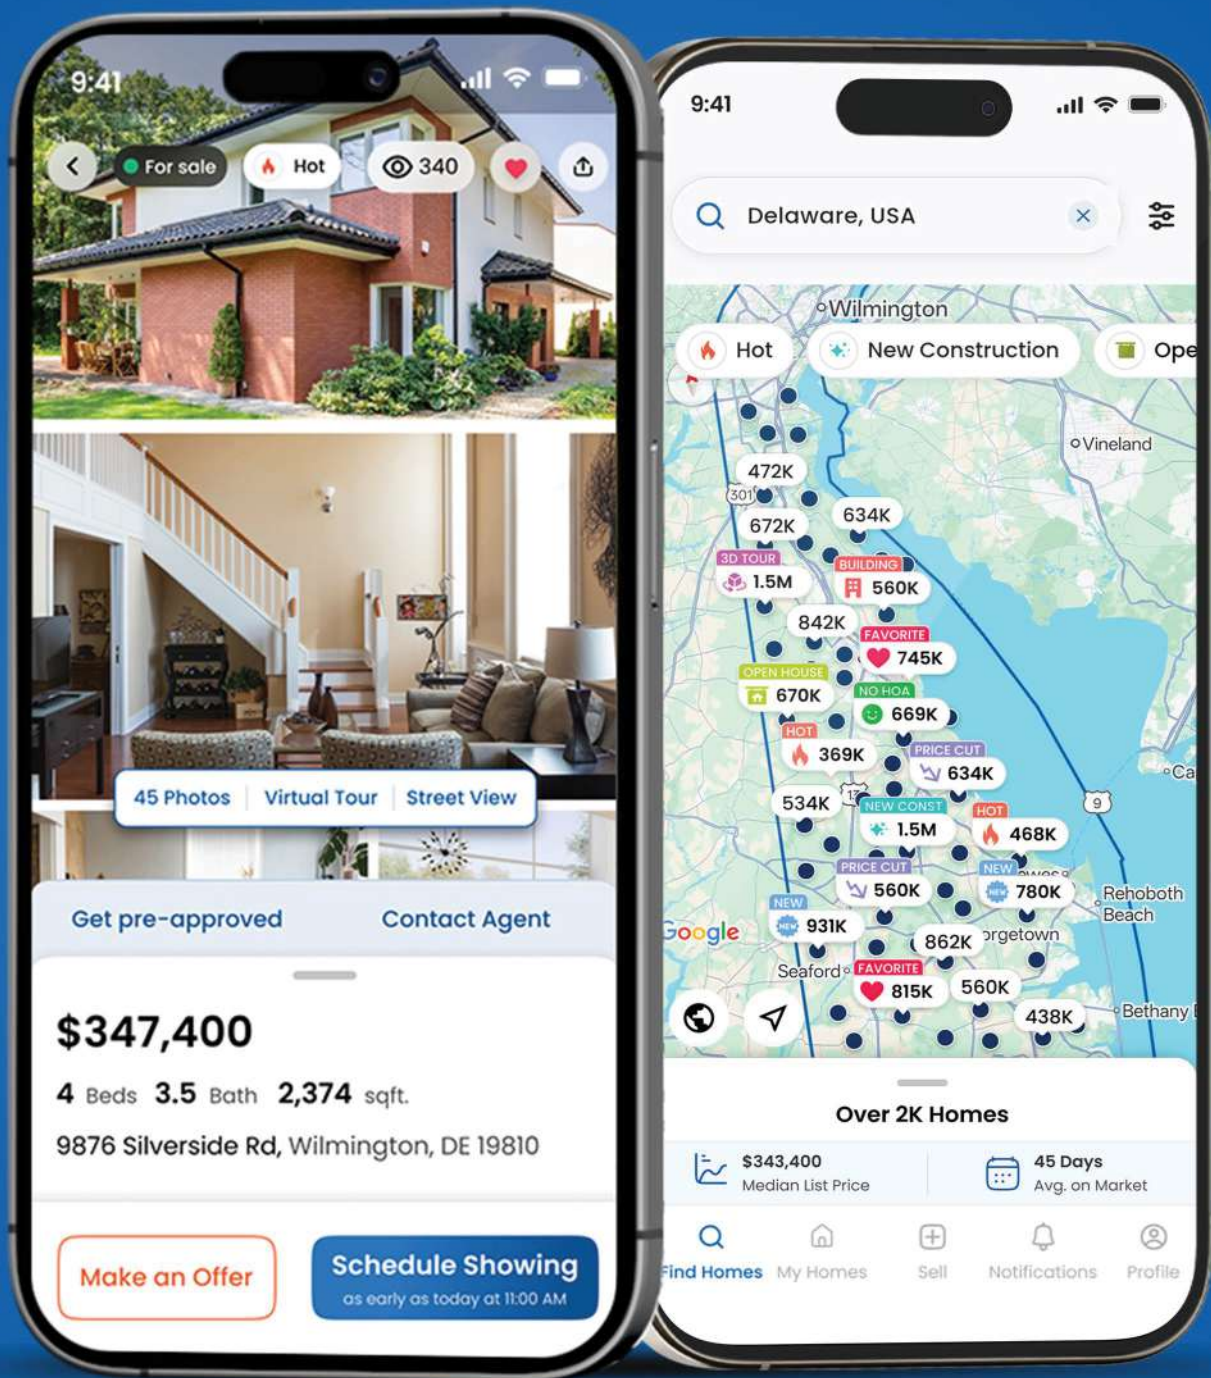 9:41
For sale
Hot
340
45 Photos
Virtual Tour
Street View
Get pre-approved
Contact Agent
$347,400
4 Beds 3.5 Bath 2,374 sqft.
9876 Silverside Rd, Wilmington, DE 19810
Make an Offer
Schedule Showing
as early as today at 11:00 AM
9:41
Delaware, USA
Wilmington
Hot
New Construction
Ope
Vineland
472K
301
634K
672K
3D TOUR
1.5M
BUILDING
560K
842K
FAVORITE
745K
OPEN HOUSE
670K
NO HOA
669K
HOT
369K
PRICE CUT
634K
Ca
534K
13
9
NEW CONST
1.5M
HOT
468K
PRICE CUT
560K
NEW
NEW 780K
Rehoboth
Beach
NEW
NEW 931K
Google
862K
orgetown
Seaford
FAVORITE
815K
560K
438K
Bethany
Over 2K Homes
$343,400
Median List Price
45 Days
Avg. on Market
Find Homes
My Homes
Sell
Notifications
Profile